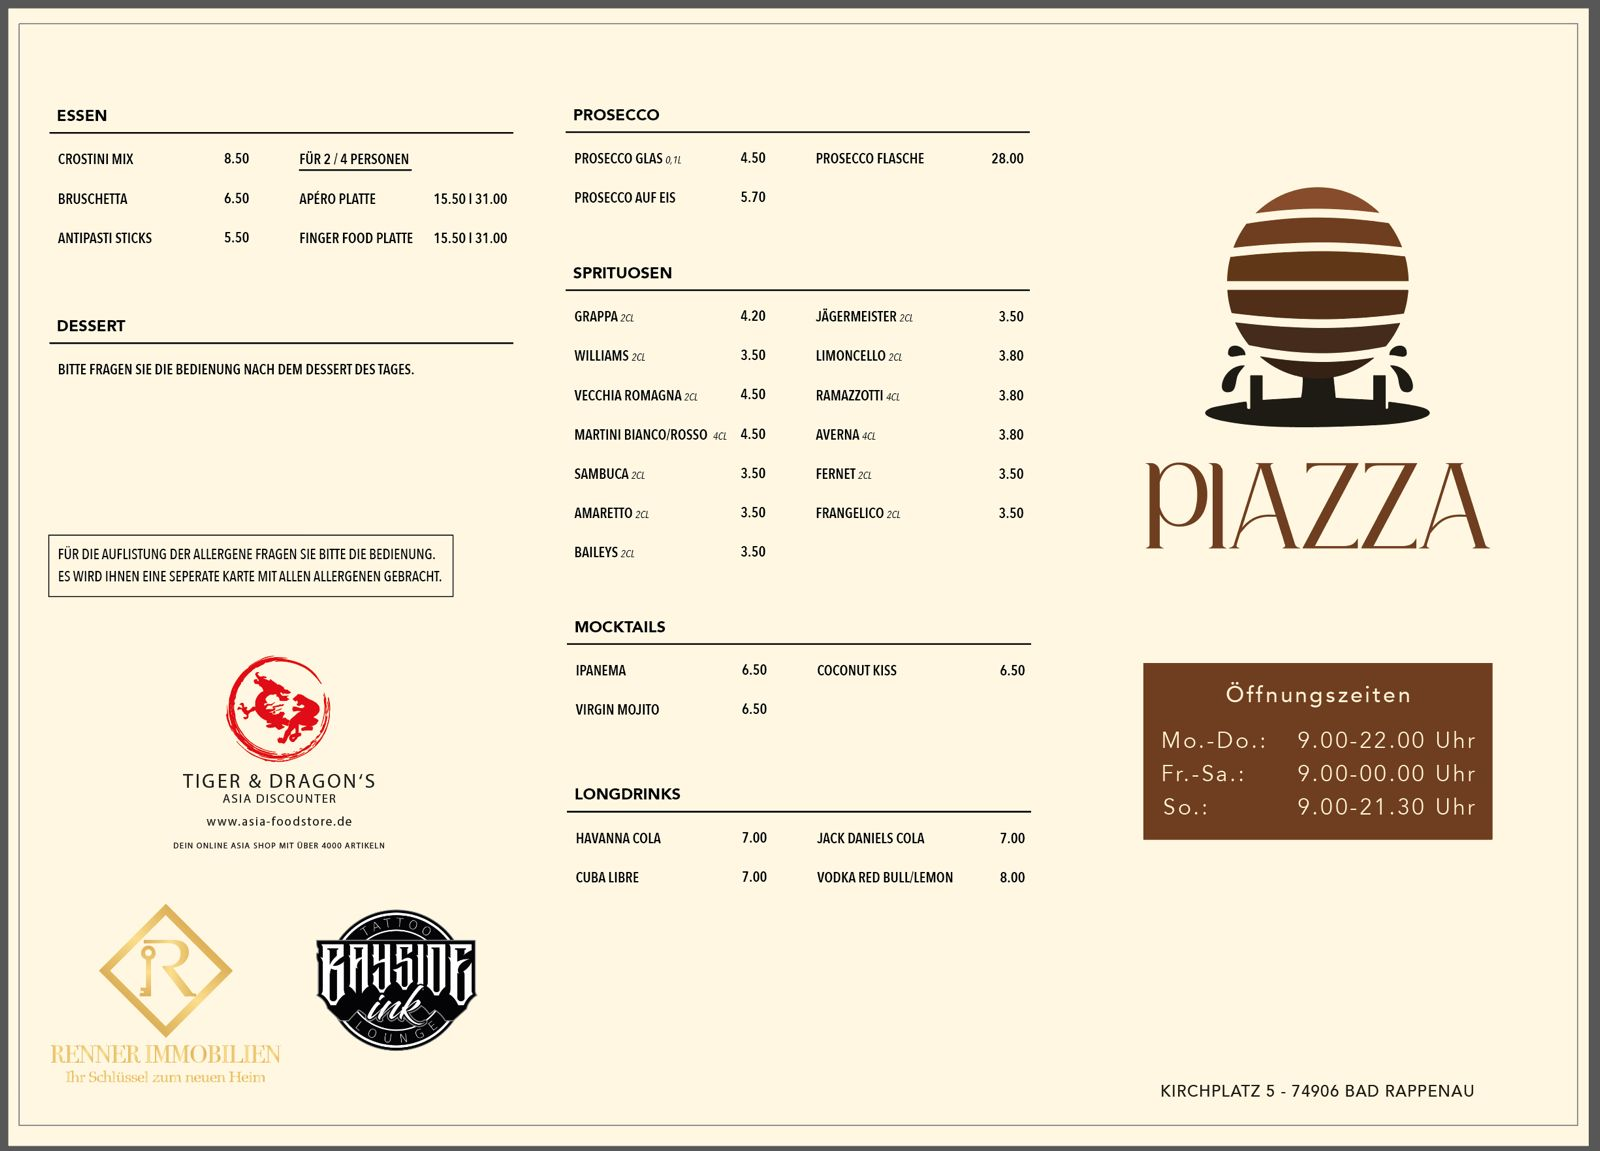 ESSEN
CROSTINI MIX 8.50
BRUSCHETTA 6.50
ANTIPASTI STICKS 5.50
FÜR 2 / 4 PERSONEN
APÉRO PLATTE 15.50 I 31.00
FINGER FOOD PLATTE 15.50 I 31.00
DESSERT
BITTE FRAGEN SIE DIE BEDIENUNG NACH DEM DESSERT DES TAGES.
FÜR DIE AUFLISTUNG DER ALLERGENE FRAGEN SIE BITTE DIE BEDIENUNG.
ES WIRD IHNEN EINE SEPERATE KARTE MIT ALLEN ALLERGENEN GEBRACHT.
TIGER & DRAGON'S
ASIA DISCOUNTER
www.asia-foodstore.de
DEIN ONLINE ASIA SHOP MIT ÜBER 4000 ARTIKELN
R
RENNER IMMOBILIEN
Ihr Schlüssel zum neuen Heim
TATTOO
BAYSIDE
ink
LOUNGE
PROSECCO
PROSECCO GLAS 0,1L 4.50
PROSECCO AUF EIS 5.70
PROSECCO FLASCHE 28.00
SPRITUOSEN
GRAPPA 2CL 4.20
WILLIAMS 2CL 3.50
VECCHIA ROMAGNA 2CL 4.50
MARTINI BIANCO/ROSSO 4CL 4.50
SAMBUCA 2CL 3.50
AMARETTO 2CL 3.50
BAILEYS 2CL 3.50
JÄGERMEISTER 2CL 3.50
LIMONCELLO 2CL 3.80
RAMAZZOTTI 4CL 3.80
AVERNA 4CL 3.80
FERNET 2CL 3.50
FRANGELICO 2CL 3.50
MOCKTAILS
IPANEMA 6.50
VIRGIN MOJITO 6.50
COCONUT KISS 6.50
LONGDRINKS
HAVANNA COLA 7.00
CUBA LIBRE 7.00
JACK DANIELS COLA 7.00
VODKA RED BULL/LEMON 8.00
PIAZZA
Öffnungszeiten
Mo.-Do.: 9.00-22.00 Uhr
Fr.-Sa.: 9.00-00.00 Uhr
So.: 9.00-21.30 Uhr
KIRCHPLATZ 5 - 74906 BAD RAPPENAU